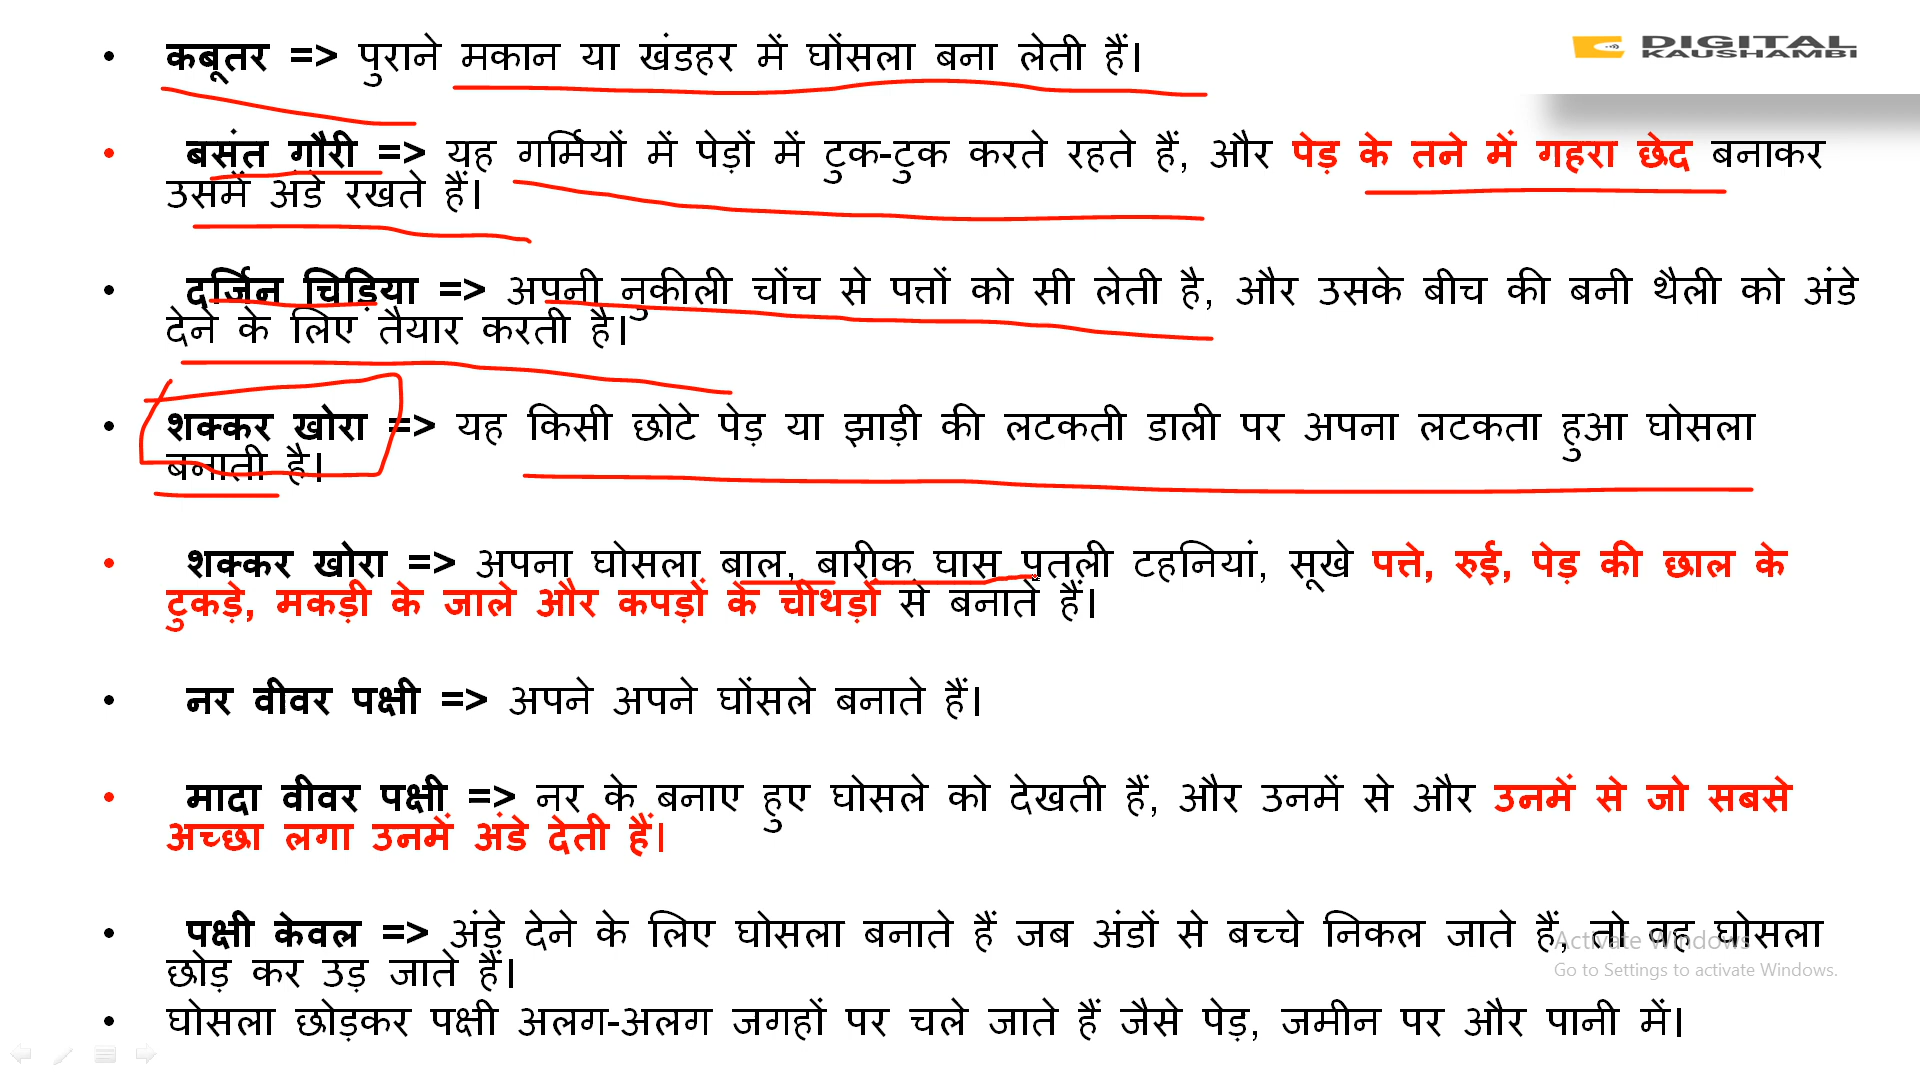 • कबूतर => पुराने मकान या खंडहर में घोंसला बना लेती हैं।
DIGITAL
KAUSHAMBI
• बसंत गौरी => यह गर्मियों में पेड़ों में टुक-टुक करते रहते हैं, और पेड़ के तने में गहरा छेद बनाकर
उसमें अंडे रखते हैं।
• दर्जिन चिड़िया => अपनी नुकीली चोंच से पत्तों को सी लेती है, और उसके बीच की बनी थैली को अंडे
देने के लिए तैयार करती है।
• शक्कर खोरा => यह किसी छोटे पेड़ या झाड़ी की लटकती डाली पर अपना लटकता हुआ घोसला
बनाती है।
• शक्कर खोरा => अपना घोसला बाल, बारीक घास पतली टहनियां, सूखे पत्ते, रुई, पेड़ की छाल के
टुकड़े, मकड़ी के जाले और कपड़ों के चीथड़ों से बनाते हैं।
• नर वीवर पक्षी => अपने अपने घोंसले बनाते हैं।
• मादा वीवर पक्षी => नर के बनाए हुए घोसले को देखती हैं, और उनमें से और उनमें से जो सबसे
अच्छा लगा उनमें अंडे देती हैं।
• पक्षी केवल => अंड़े देने के लिए घोसला बनाते हैं जब अंडों से बच्चे निकल जाते हैं, तो वह घोसला
छोड़ कर उड़ जाते हैं।
Activate Windows
Go to Settings to activate Windows.
• घोसला छोड़कर पक्षी अलग-अलग जगहों पर चले जाते हैं जैसे पेड़, जमीन पर और पानी में।